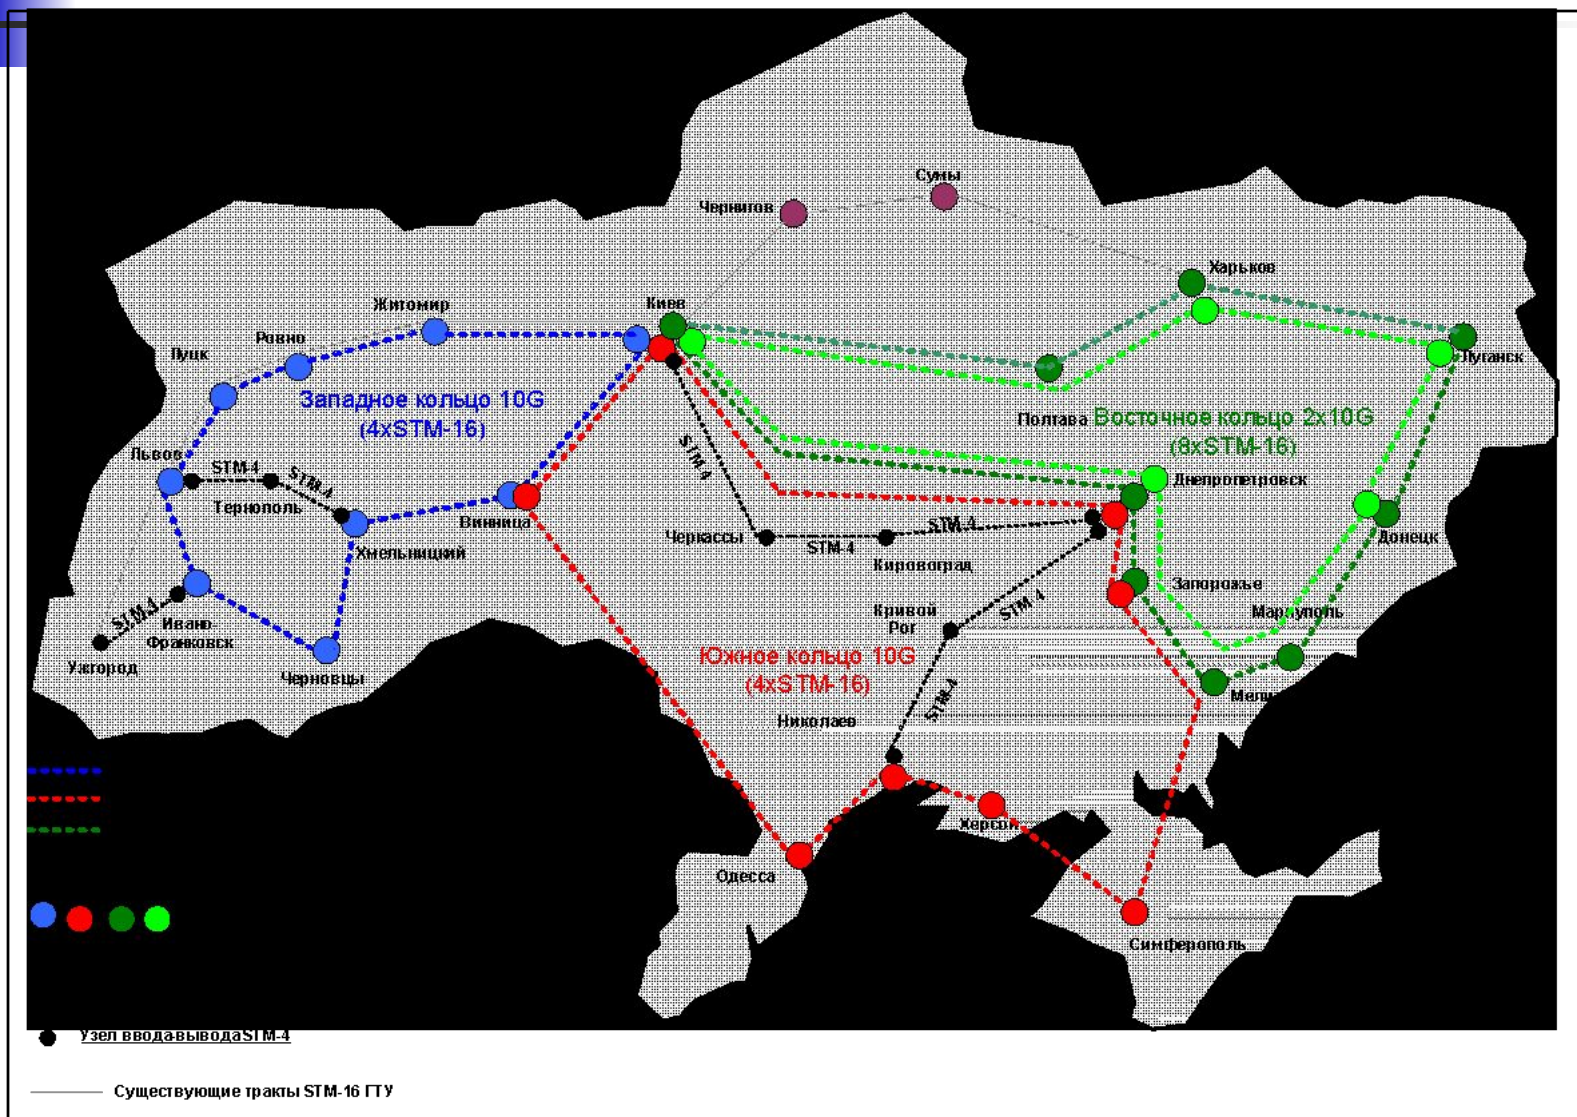 Сумы
Чернигов
Харьков
Киев
Житомир
Ровно
Луцк
Луганск
Западное кольцо 10G
(4xSTM-16)
Полтава
Восточное кольцо 2x10G
(8xSTM-16)
Львов
STM-4
STM-4
STM-4
Днепропетровск
Тернополь
Винница
Хмельницкий
Черкассы
STM-4
STM-4
Донецк
Кировоград
Запорожье
STM-4
STM-4
Кривой
Рог
Мариуполь
Ивано
Франковск
Ужгород
Черновцы
Южное кольцо 10G
(4xSTM-16)
STM-4
Мели
Николаев
Херсон
Одесса
Симферополь
Узел ввода-вывода STM-4
Существующие тракты STM-16 ГТУ